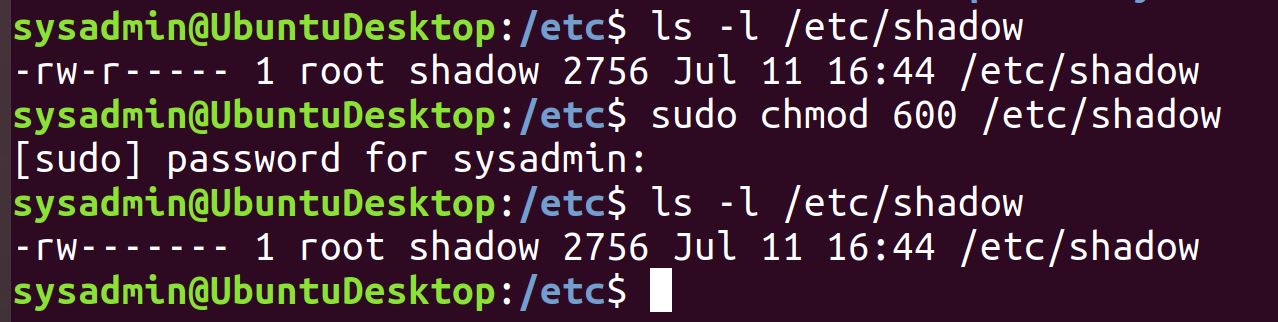 sysadmin@UbuntuDesktop:/etc$ ls -l /etc/shadow
-rw-r----- 1 root shadow 2756 Jul 11 16:44 /etc/shadow
sysadmin@UbuntuDesktop:/etc$ sudo chmod 600 /etc/shadow
[sudo] password for sysadmin:
sysadmin@UbuntuDesktop:/etc$ ls -l /etc/shadow
-rw------- 1 root shadow 2756 Jul 11 16:44 /etc/shadow
sysadmin@UbuntuDesktop:/etc$